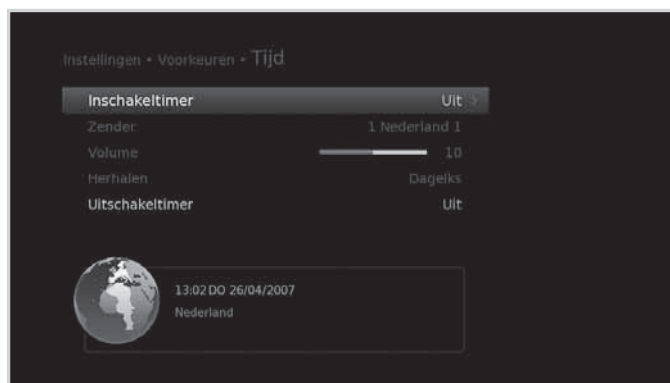 Instellingen • Voorkeuren • Tijd
Inschakeltimer Uit >
Zender 1 Nederland 1
Volume 10
Herhalen Dagelks
Uitschakeltimer Uit
13:02 DO 26/04/2007
Nederland